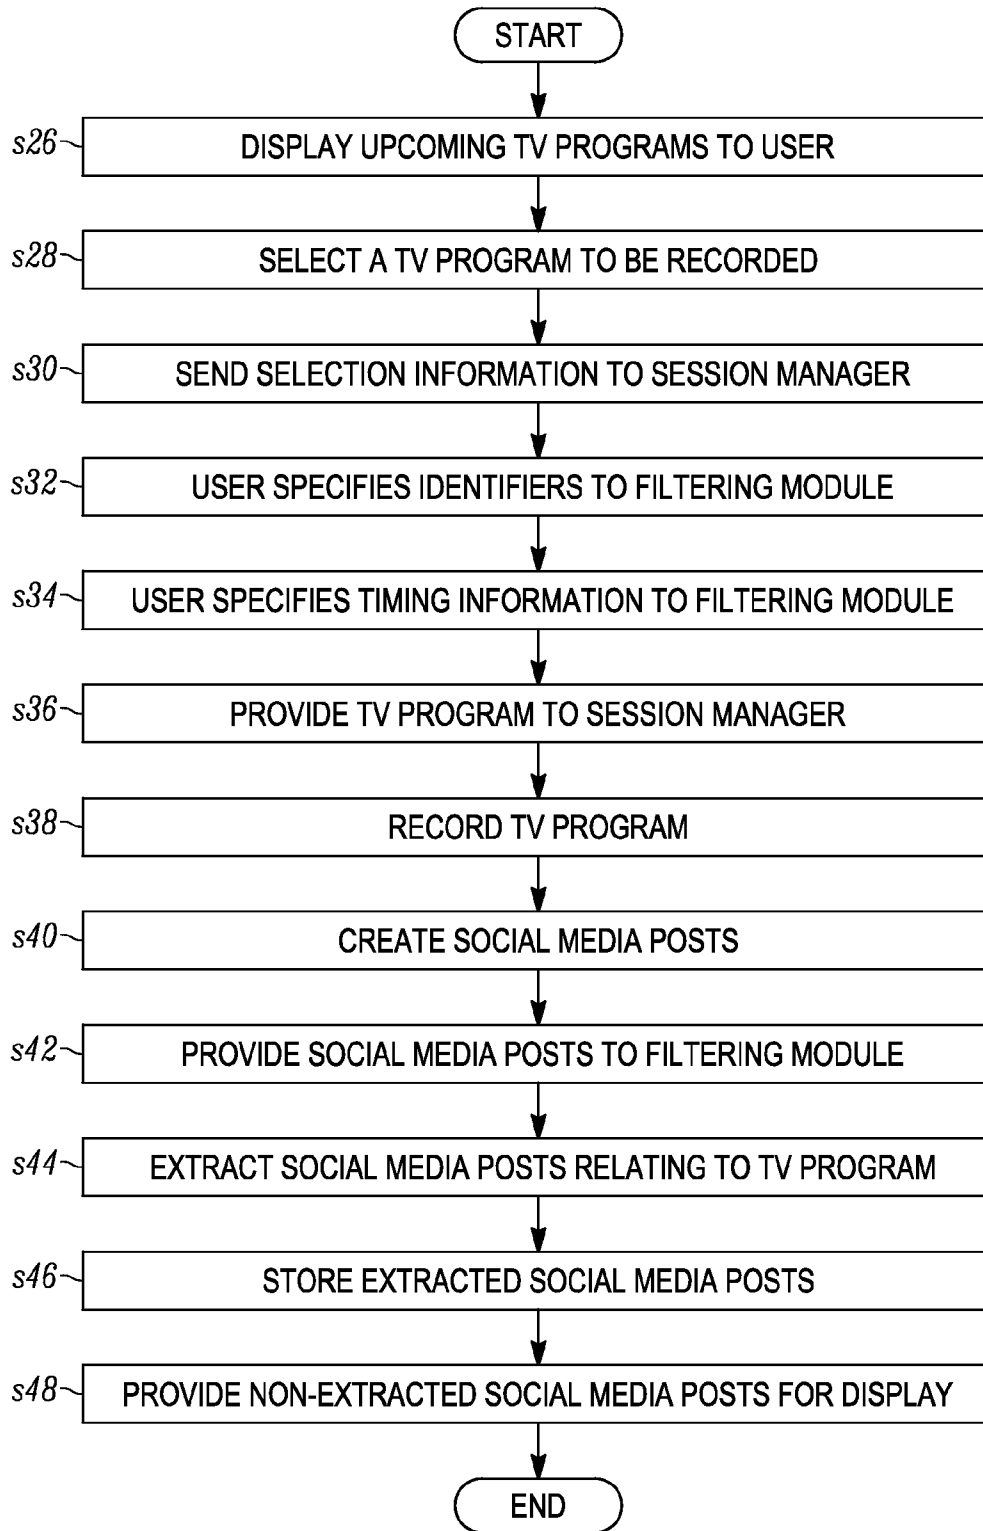 START
s26 DISPLAY UPCOMING TV PROGRAMS TO USER
s28 SELECT A TV PROGRAM TO BE RECORDED
s30 SEND SELECTION INFORMATION TO SESSION MANAGER
s32 USER SPECIFIES IDENTIFIERS TO FILTERING MODULE
s34 USER SPECIFIES TIMING INFORMATION TO FILTERING MODULE
s36 PROVIDE TV PROGRAM TO SESSION MANAGER
s38 RECORD TV PROGRAM
s40 CREATE SOCIAL MEDIA POSTS
s42 PROVIDE SOCIAL MEDIA POSTS TO FILTERING MODULE
s44 EXTRACT SOCIAL MEDIA POSTS RELATING TO TV PROGRAM
s46 STORE EXTRACTED SOCIAL MEDIA POSTS
s48 PROVIDE NON-EXTRACTED SOCIAL MEDIA POSTS FOR DISPLAY
END